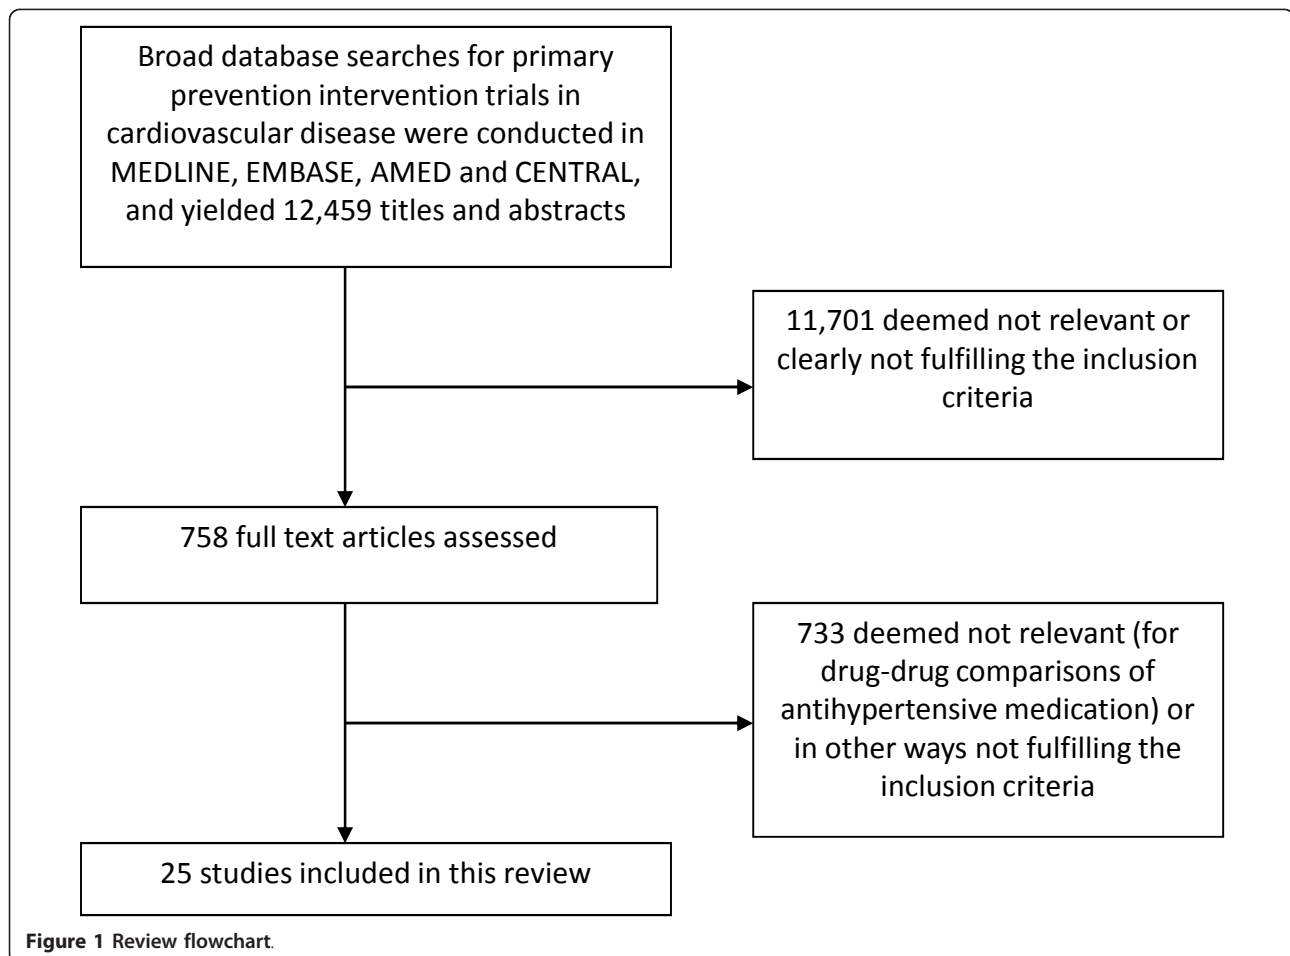 Broad database searches for primary
prevention intervention trials in
cardiovascular disease were conducted in
MEDLINE, EMBASE, AMED and CENTRAL,
and yielded 12,459 titles and abstracts
11,701 deemed not relevant or
clearly not fulfilling the inclusion
criteria
758 full text articles assessed
733 deemed not relevant (for
drug-drug comparisons of
antihypertensive medication) or
in other ways not fulfilling the
inclusion criteria
25 studies included in this review
Figure 1 Review flowchart.